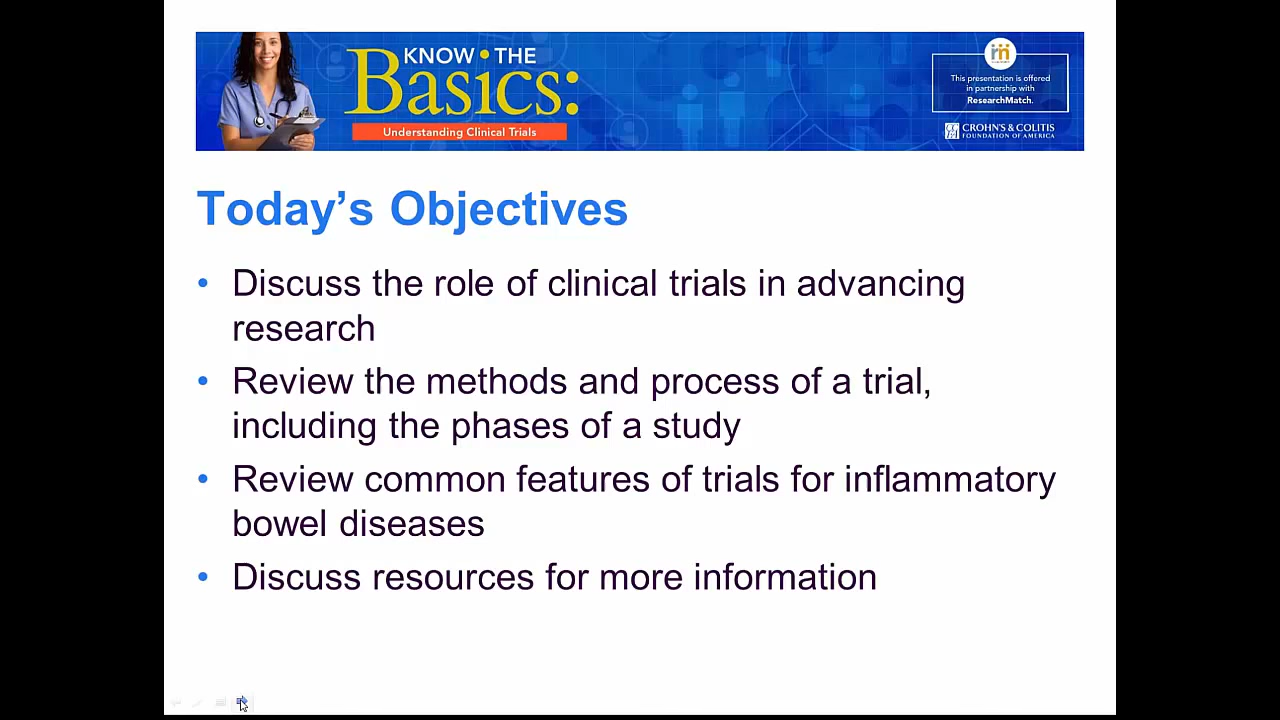 KNOW THE
Basics:
Understanding Clinical Trials
This presentation is offered
in partnership with
ResearchMatch.
CROHN'S & COLITIS
FOUNDATION OF AMERICA
Today’s Objectives
• Discuss the role of clinical trials in advancing
research
• Review the methods and process of a trial,
including the phases of a study
• Review common features of trials for inflammatory
bowel diseases
• Discuss resources for more information